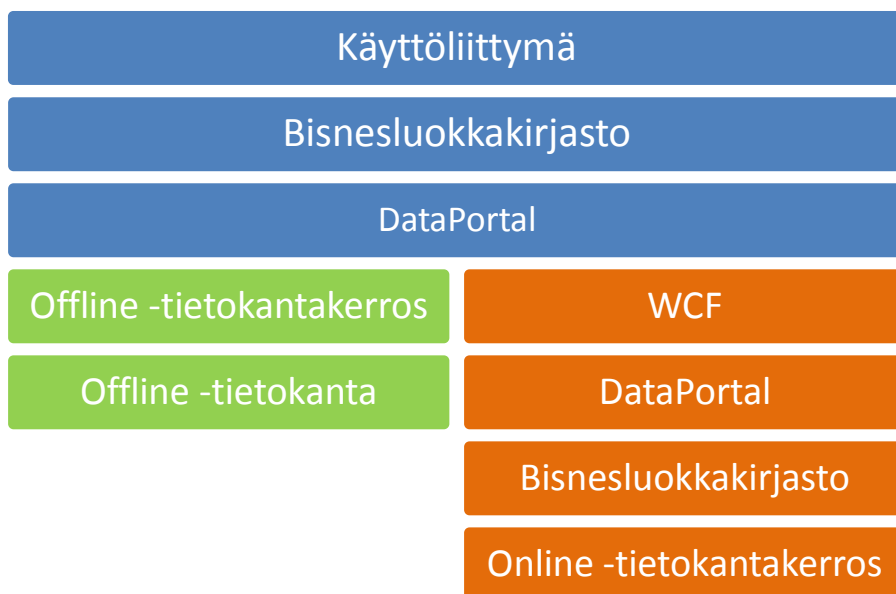 Käyttöliittymä
Bisnesluokkakirjasto
DataPortal
Offline -tietokantakerros
WCF
Offline -tietokanta
DataPortal
Bisnesluokkakirjasto
Online -tietokantakerros